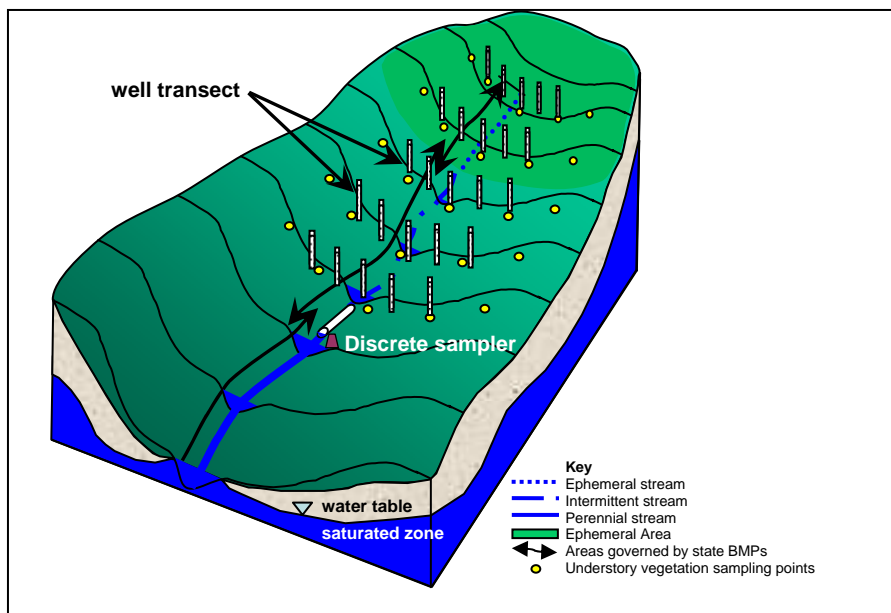 well transect
Discrete sampler
water table
saturated zone
Key
Ephemeral stream
Intermittent stream
Perennial stream
Ephemeral Area
Areas governed by state BMPs
Understory vegetation sampling points